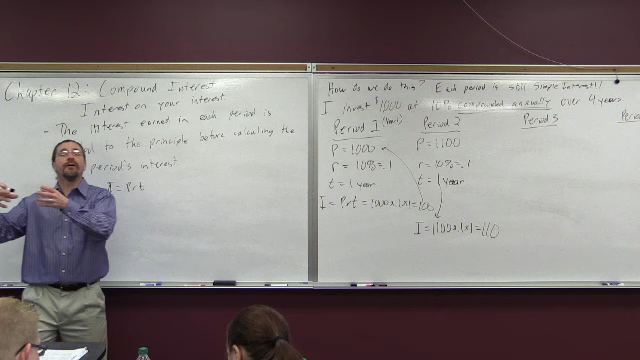 Chapter 12: Compound Interest
Interest on your interest.
- The interest earned in each period is
to the principle before calculating the
period's interest
I = Prt
How do we do this? Each period is still Simple Interest!!
I invest $1000 at 10% compounded annually over 4 years
Period 1 (Year 1)
P = 1000
r = 10% = .1
t = 1 year
I = Prt = 1000 x .1 x 1 = 100
Period 2
P = 1100
r = 10% = .1
t = 1 year
I = 1100 x .1 x 1 = 110
Period 3